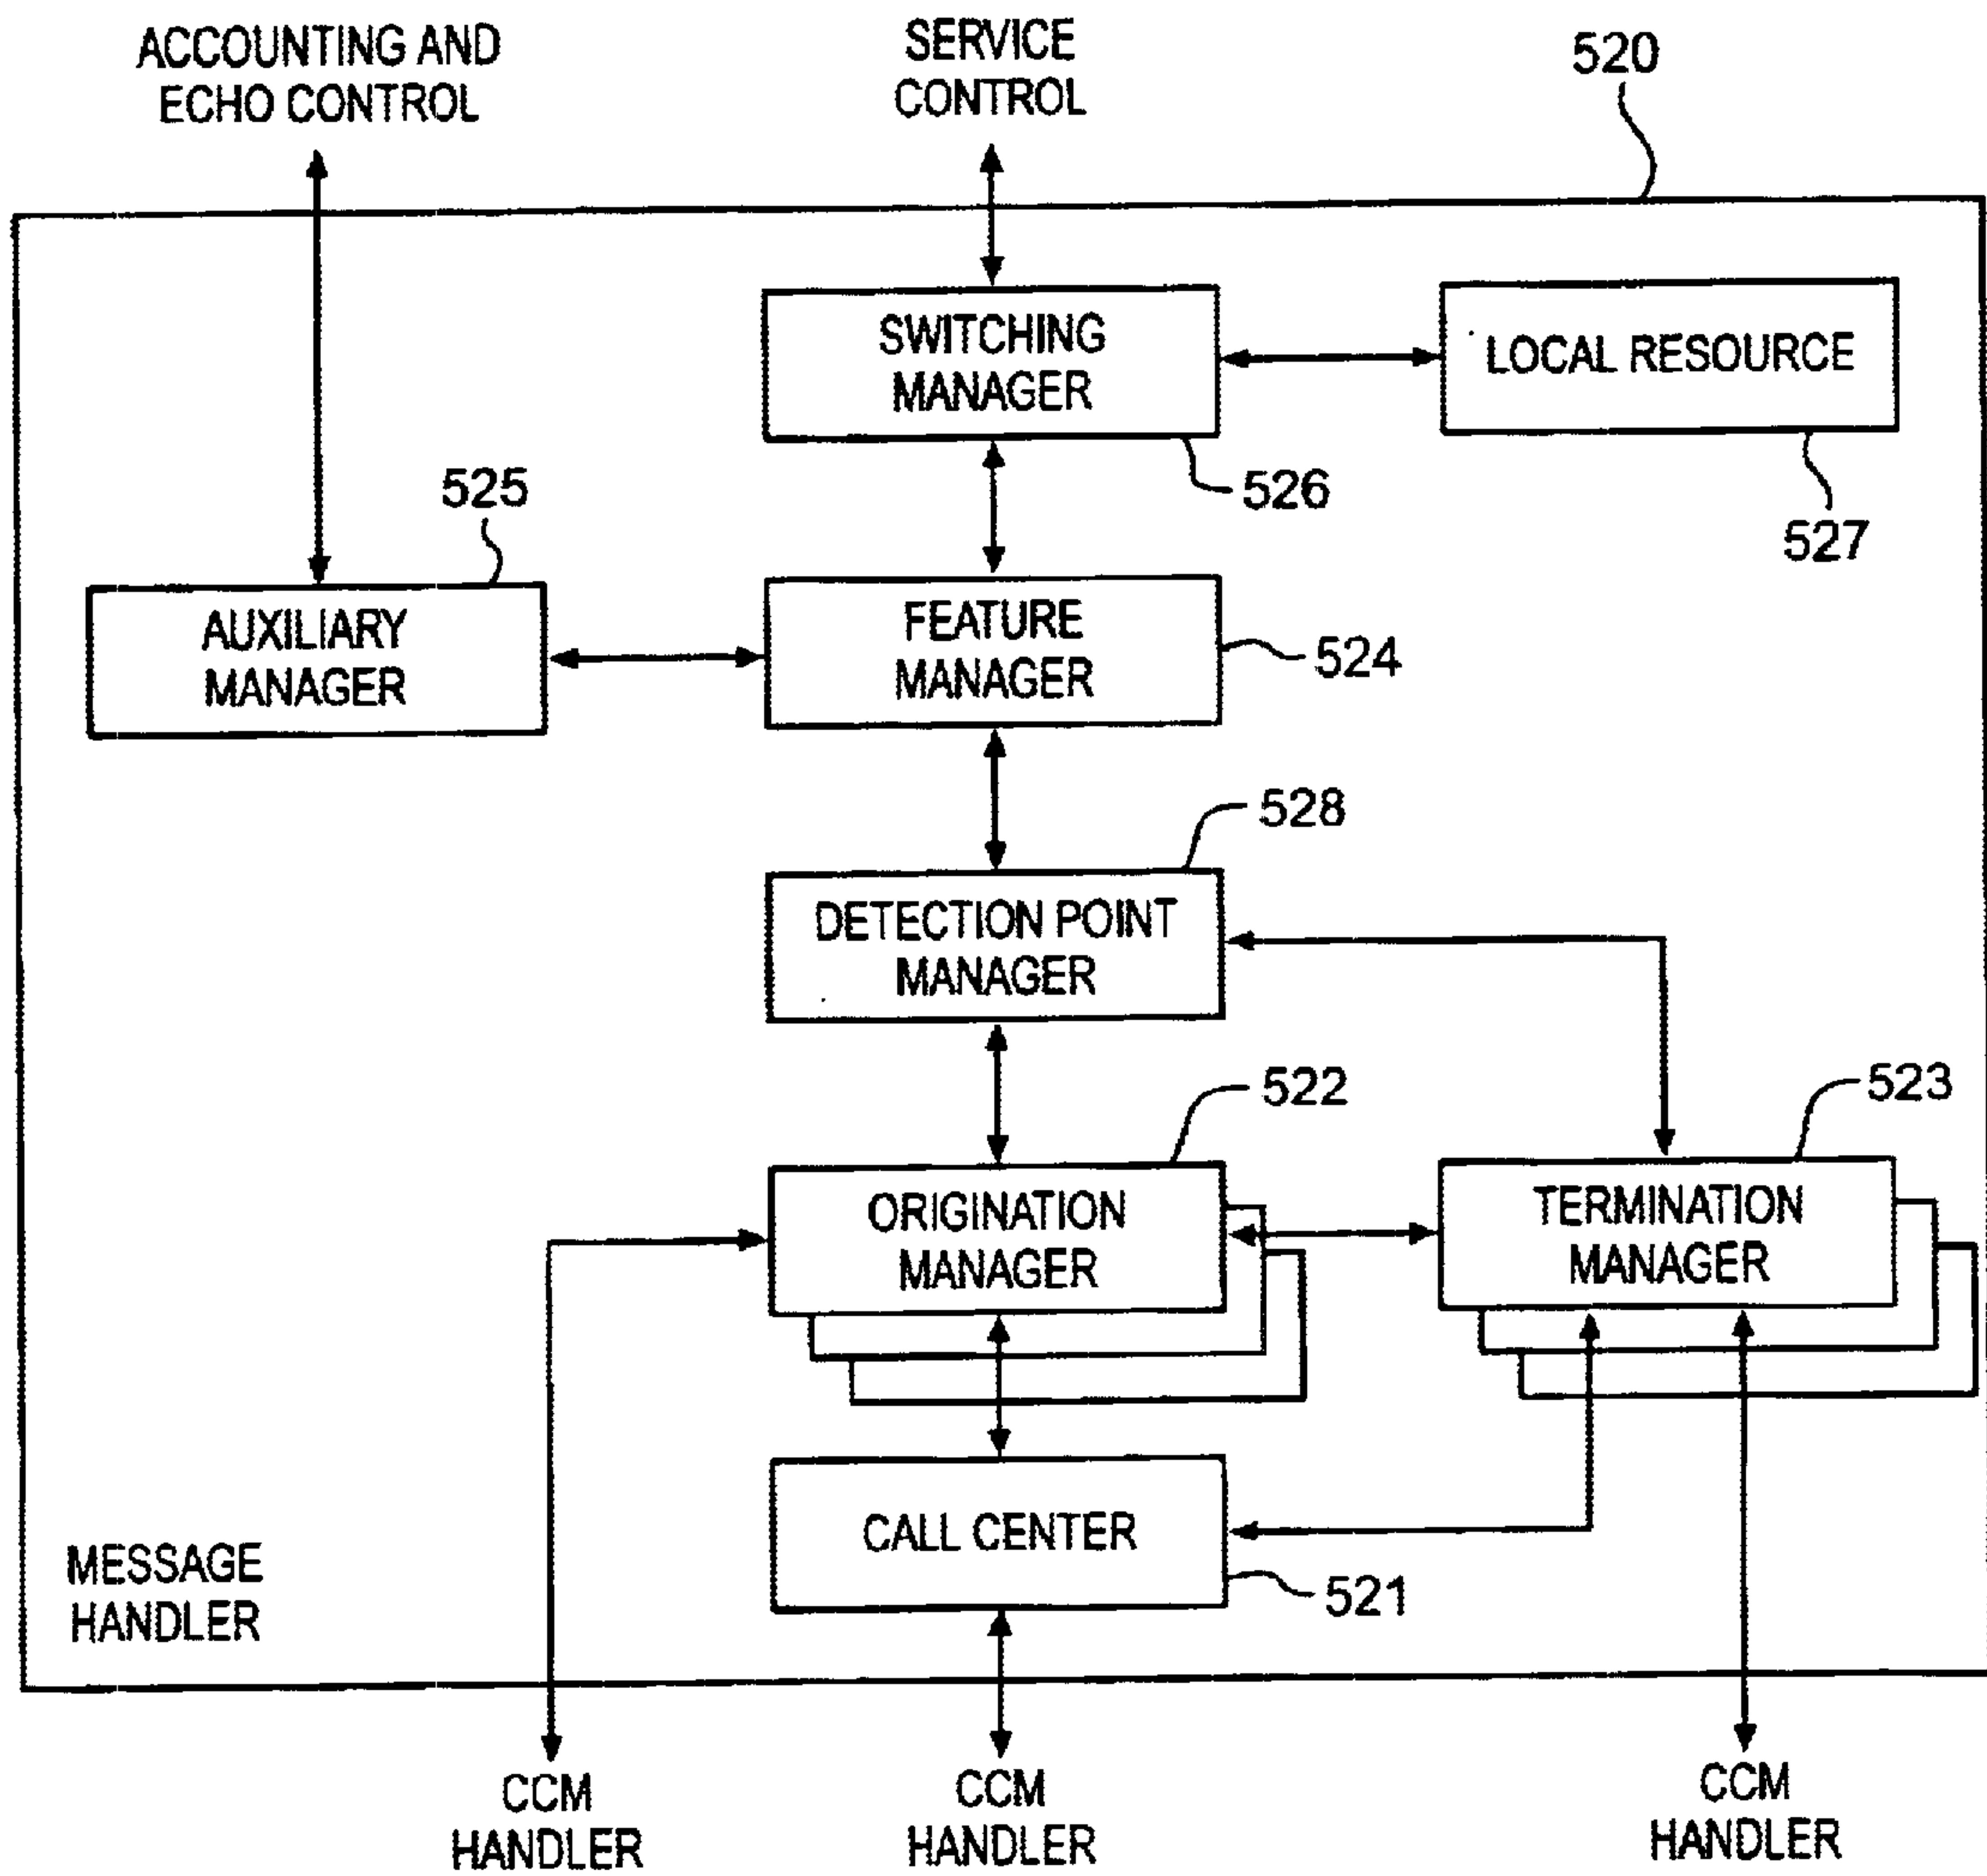 ACCOUNTING AND
ECHO CONTROL
SERVICE
CONTROL
520
SWITCHING
MANAGER
LOCAL RESOURCE
525
526
527
AUXILIARY
MANAGER
FEATURE
MANAGER
524
528
DETECTION POINT
MANAGER
522
523
ORIGINATION
MANAGER
TERMINATION
MANAGER
CALL CENTER
521
MESSAGE
HANDLER
CCM
HANDLER
CCM
HANDLER
CCM
HANDLER